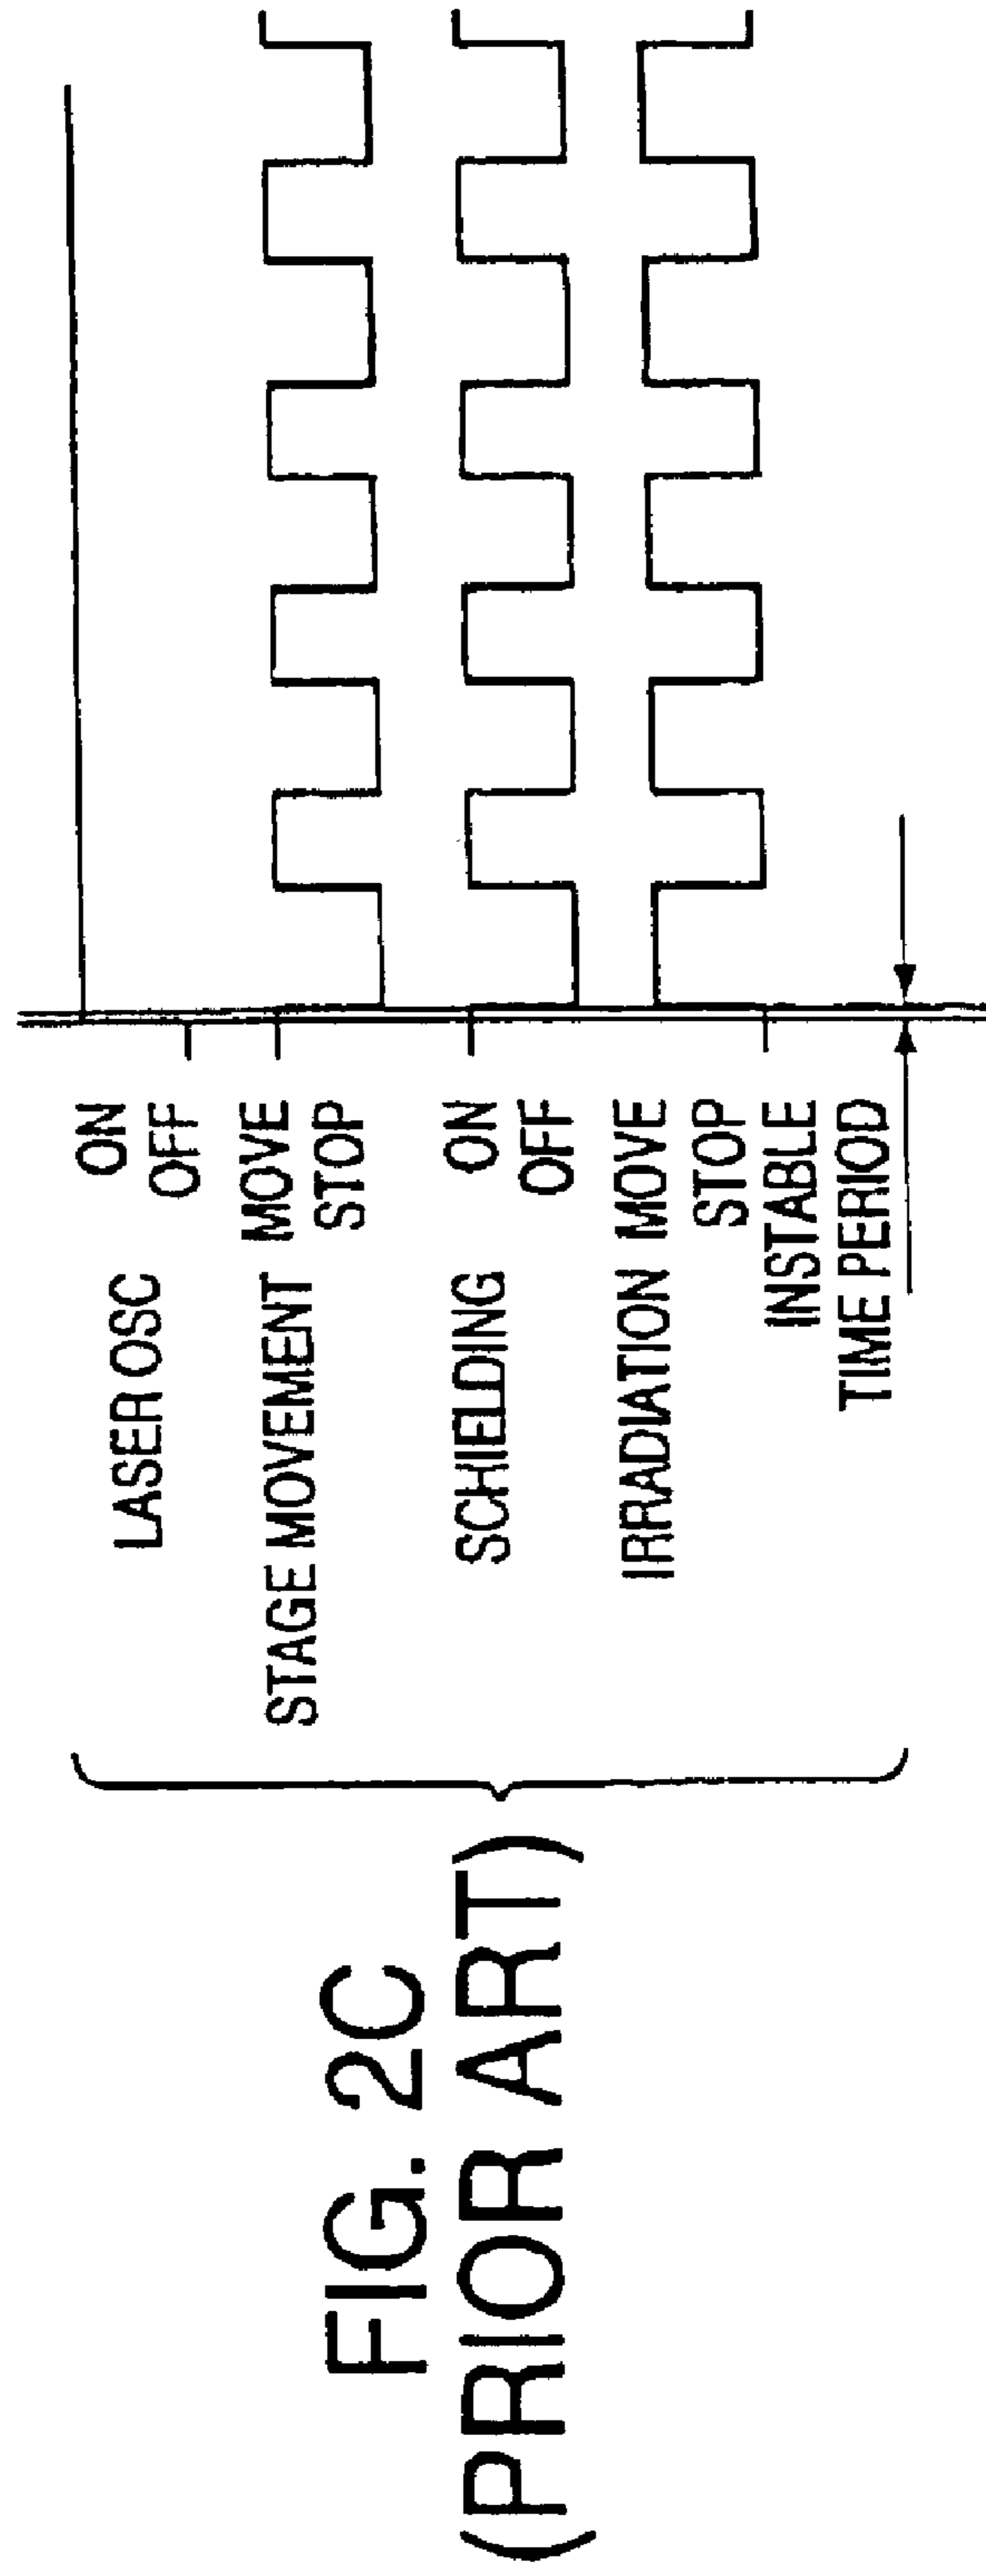 FIG. 2C
(PRIOR ART)
LASER OSC ON
OFF
STAGE MOVEMENT MOVE
STOP
SCHIELDING ON
OFF
IRRADIATION MOVE
STOP
INSTABLE
TIME PERIOD